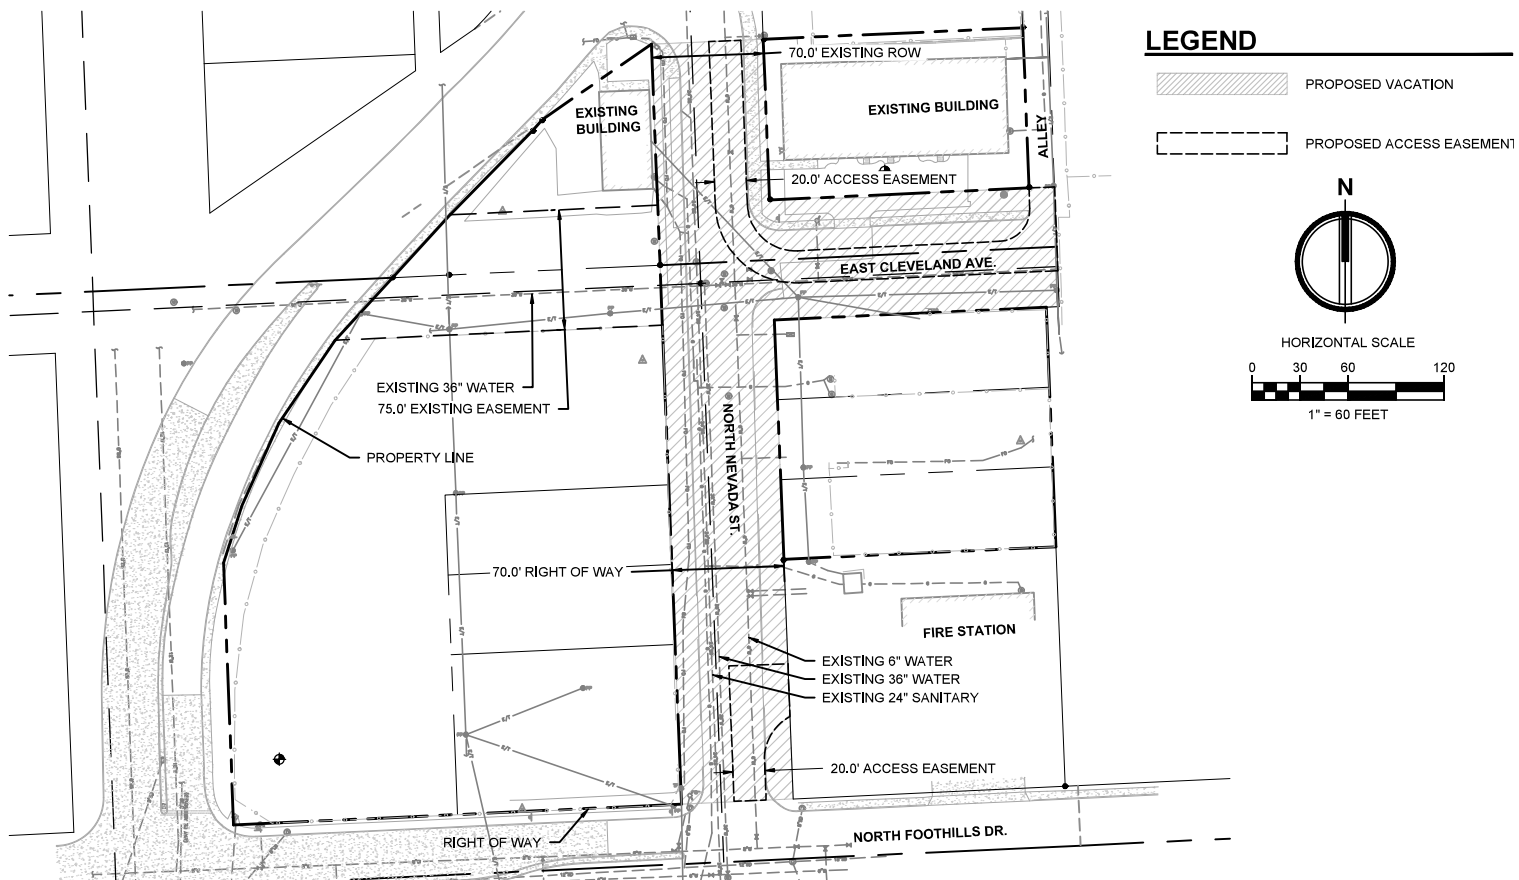 LEGEND
PROPOSED VACATION
PROPOSED ACCESS EASEMENT
N
HORIZONTAL SCALE
0 30 60 120
1" = 60 FEET
70.0' EXISTING ROW
EXISTING
BUILDING
EXISTING BUILDING
ALLEY
20.0' ACCESS EASEMENT
EAST CLEVELAND AVE.
EXISTING 36" WATER
75.0' EXISTING EASEMENT
PROPERTY LINE
NORTH NEVADA ST.
70.0' RIGHT OF WAY
FIRE STATION
EXISTING 6" WATER
EXISTING 36" WATER
EXISTING 24" SANITARY
20.0' ACCESS EASEMENT
RIGHT OF WAY
NORTH FOOTHILLS DR.